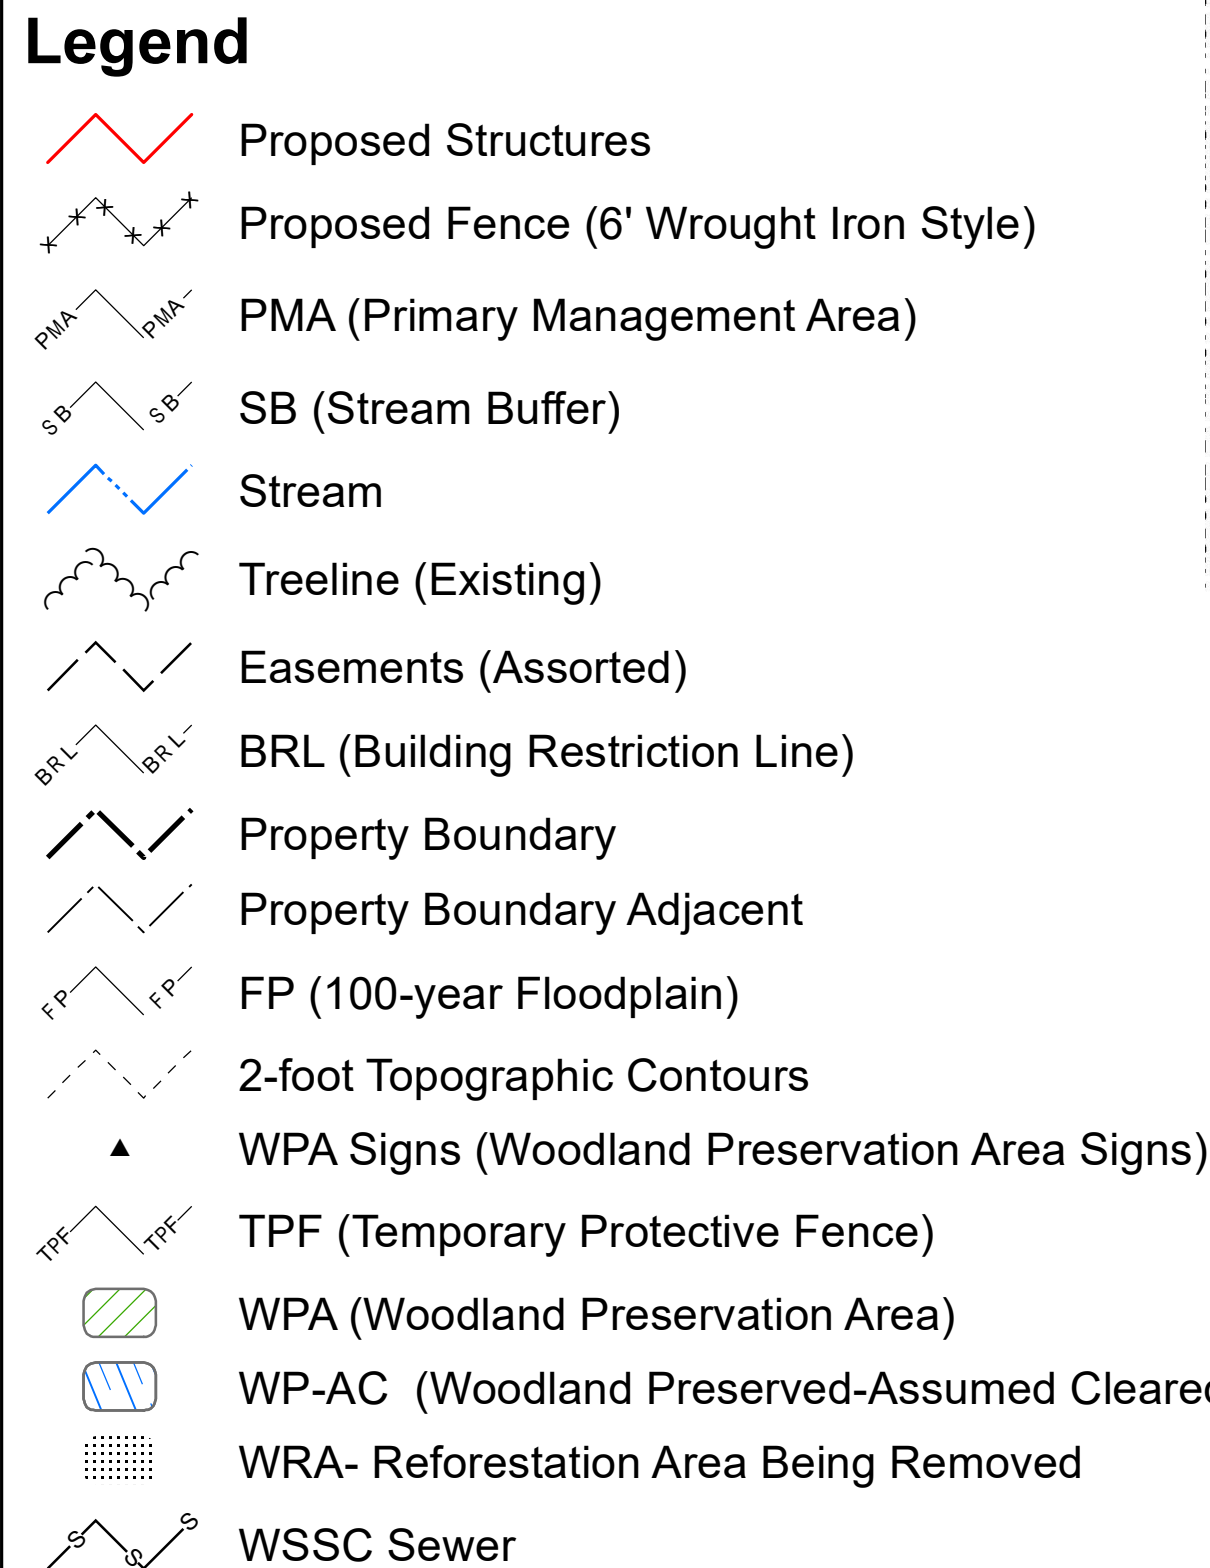 Legend
Proposed Structures
Proposed Fence (6' Wrought Iron Style)
PMA PMA PMA (Primary Management Area)
SB SB SB (Stream Buffer)
Stream
Treeline (Existing)
Easements (Assorted)
BRL BRL BRL (Building Restriction Line)
Property Boundary
Property Boundary Adjacent
FP FP FP (100-year Floodplain)
2-foot Topographic Contours
WPA Signs (Woodland Preservation Area Signs)
TPF TPF TPF (Temporary Protective Fence)
WPA (Woodland Preservation Area)
WP-AC (Woodland Preserved-Assumed Cleared
WRA- Reforestation Area Being Removed
S S S WSSC Sewer